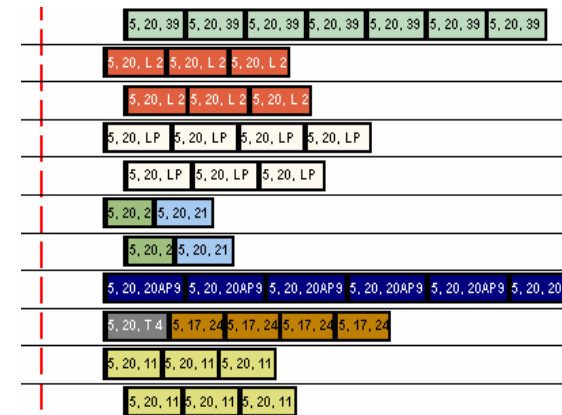 5, 20, 39 5, 20, 39 5, 20, 39 5, 20, 39 5, 20, 39 5, 20, 39 5, 20, 39
5, 20, L 2 5, 20, L 2 5, 20, L 2
5, 20, L 2 5, 20, L 2 5, 20, L 2
5, 20, LP 5, 20, LP 5, 20, LP 5, 20, LP
5, 20, LP 5, 20, LP 5, 20, LP
5, 20, 2 5, 20, 21
5, 20, 2 5, 20, 21
5, 20, 20AP9 5, 20, 20AP9 5, 20, 20AP9 5, 20, 20AP9 5, 20, 20AP9 5, 20, 20
5, 20, T 4 5, 17, 24 5, 17, 24 5, 17, 24 5, 17, 24
5, 20, 11 5, 20, 11 5, 20, 11
5, 20, 11 5, 20, 11 5, 20, 11